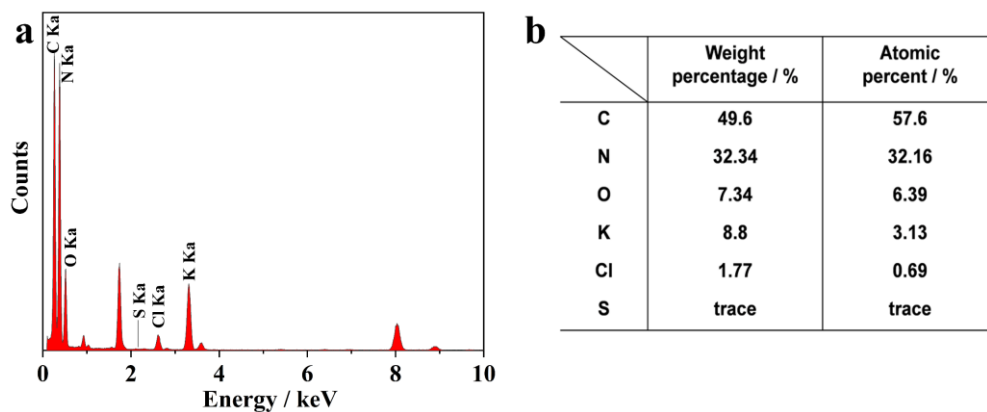 a
C Ka
N Ka
O Ka
S Ka
Cl Ka
K Ka
Counts
0 2 4 6 8 10
Energy / keV
b
Weight percentage / % Atomic percent / %
C 49.6 57.6
N 32.34 32.16
O 7.34 6.39
K 8.8 3.13
Cl 1.77 0.69
S trace trace